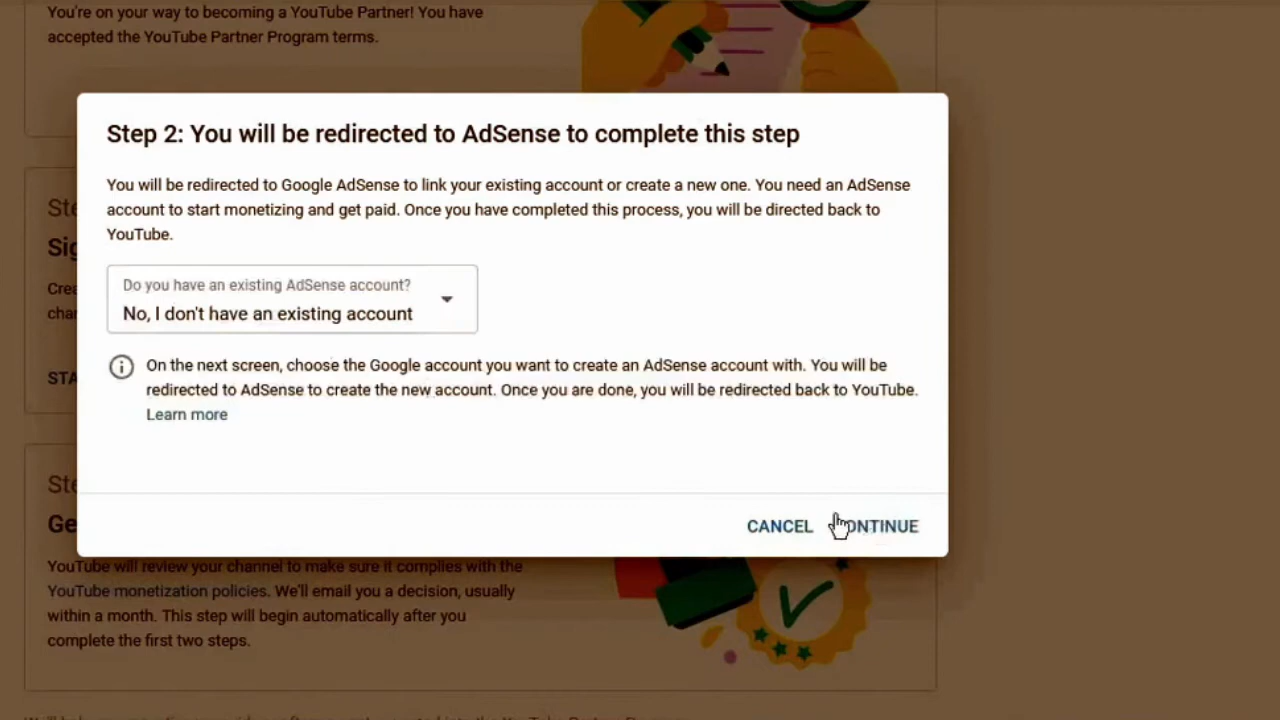 You're on your way to becoming a YouTube Partner! You have
accepted the YouTube Partner Program terms.
Step 2: You will be redirected to AdSense to complete this step
You will be redirected to Google AdSense to link your existing account or create a new one. You need an AdSense
account to start monetizing and get paid. Once you have completed this process, you will be directed back to
YouTube.
Do you have an existing AdSense account?
No, I don't have an existing account
On the next screen, choose the Google account you want to create an AdSense account with. You will be
redirected to AdSense to create the new account. Once you are done, you will be redirected back to YouTube.
Learn more
CANCEL CONTINUE
YouTube will review your channel to make sure it complies with the
YouTube monetization policies. We'll email you a decision, usually
within a month. This step will begin automatically after you
complete the first two steps.